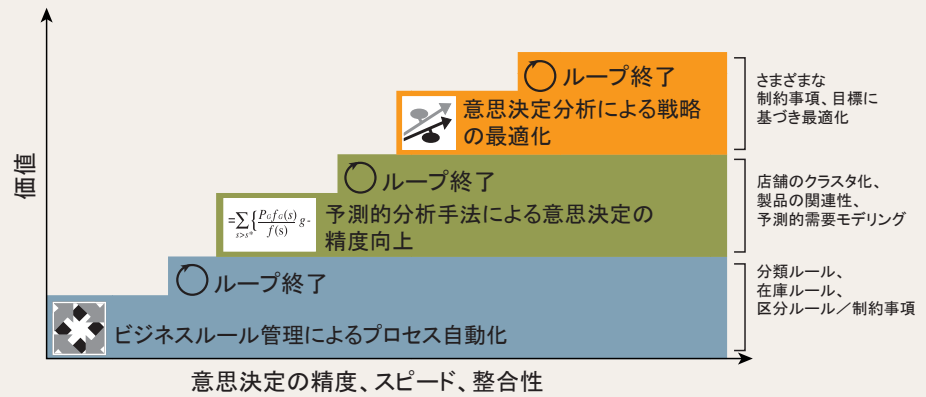 価値
ループ終了
意思決定分析による戦略
の最適化
さまざまな
制約事項、目標に
基づき最適化
ループ終了
=∑{P_G f_G(s)/f(s) g -
s>s*
予測的分析手法による意思決定の
精度向上
店舗のクラスタ化、
製品の関連性、
予測的需要モデリング
ループ終了
ビジネスルール管理によるプロセス自動化
分類ルール、
在庫ルール、
区分ルール／制約事項
意思決定の精度、スピード、整合性